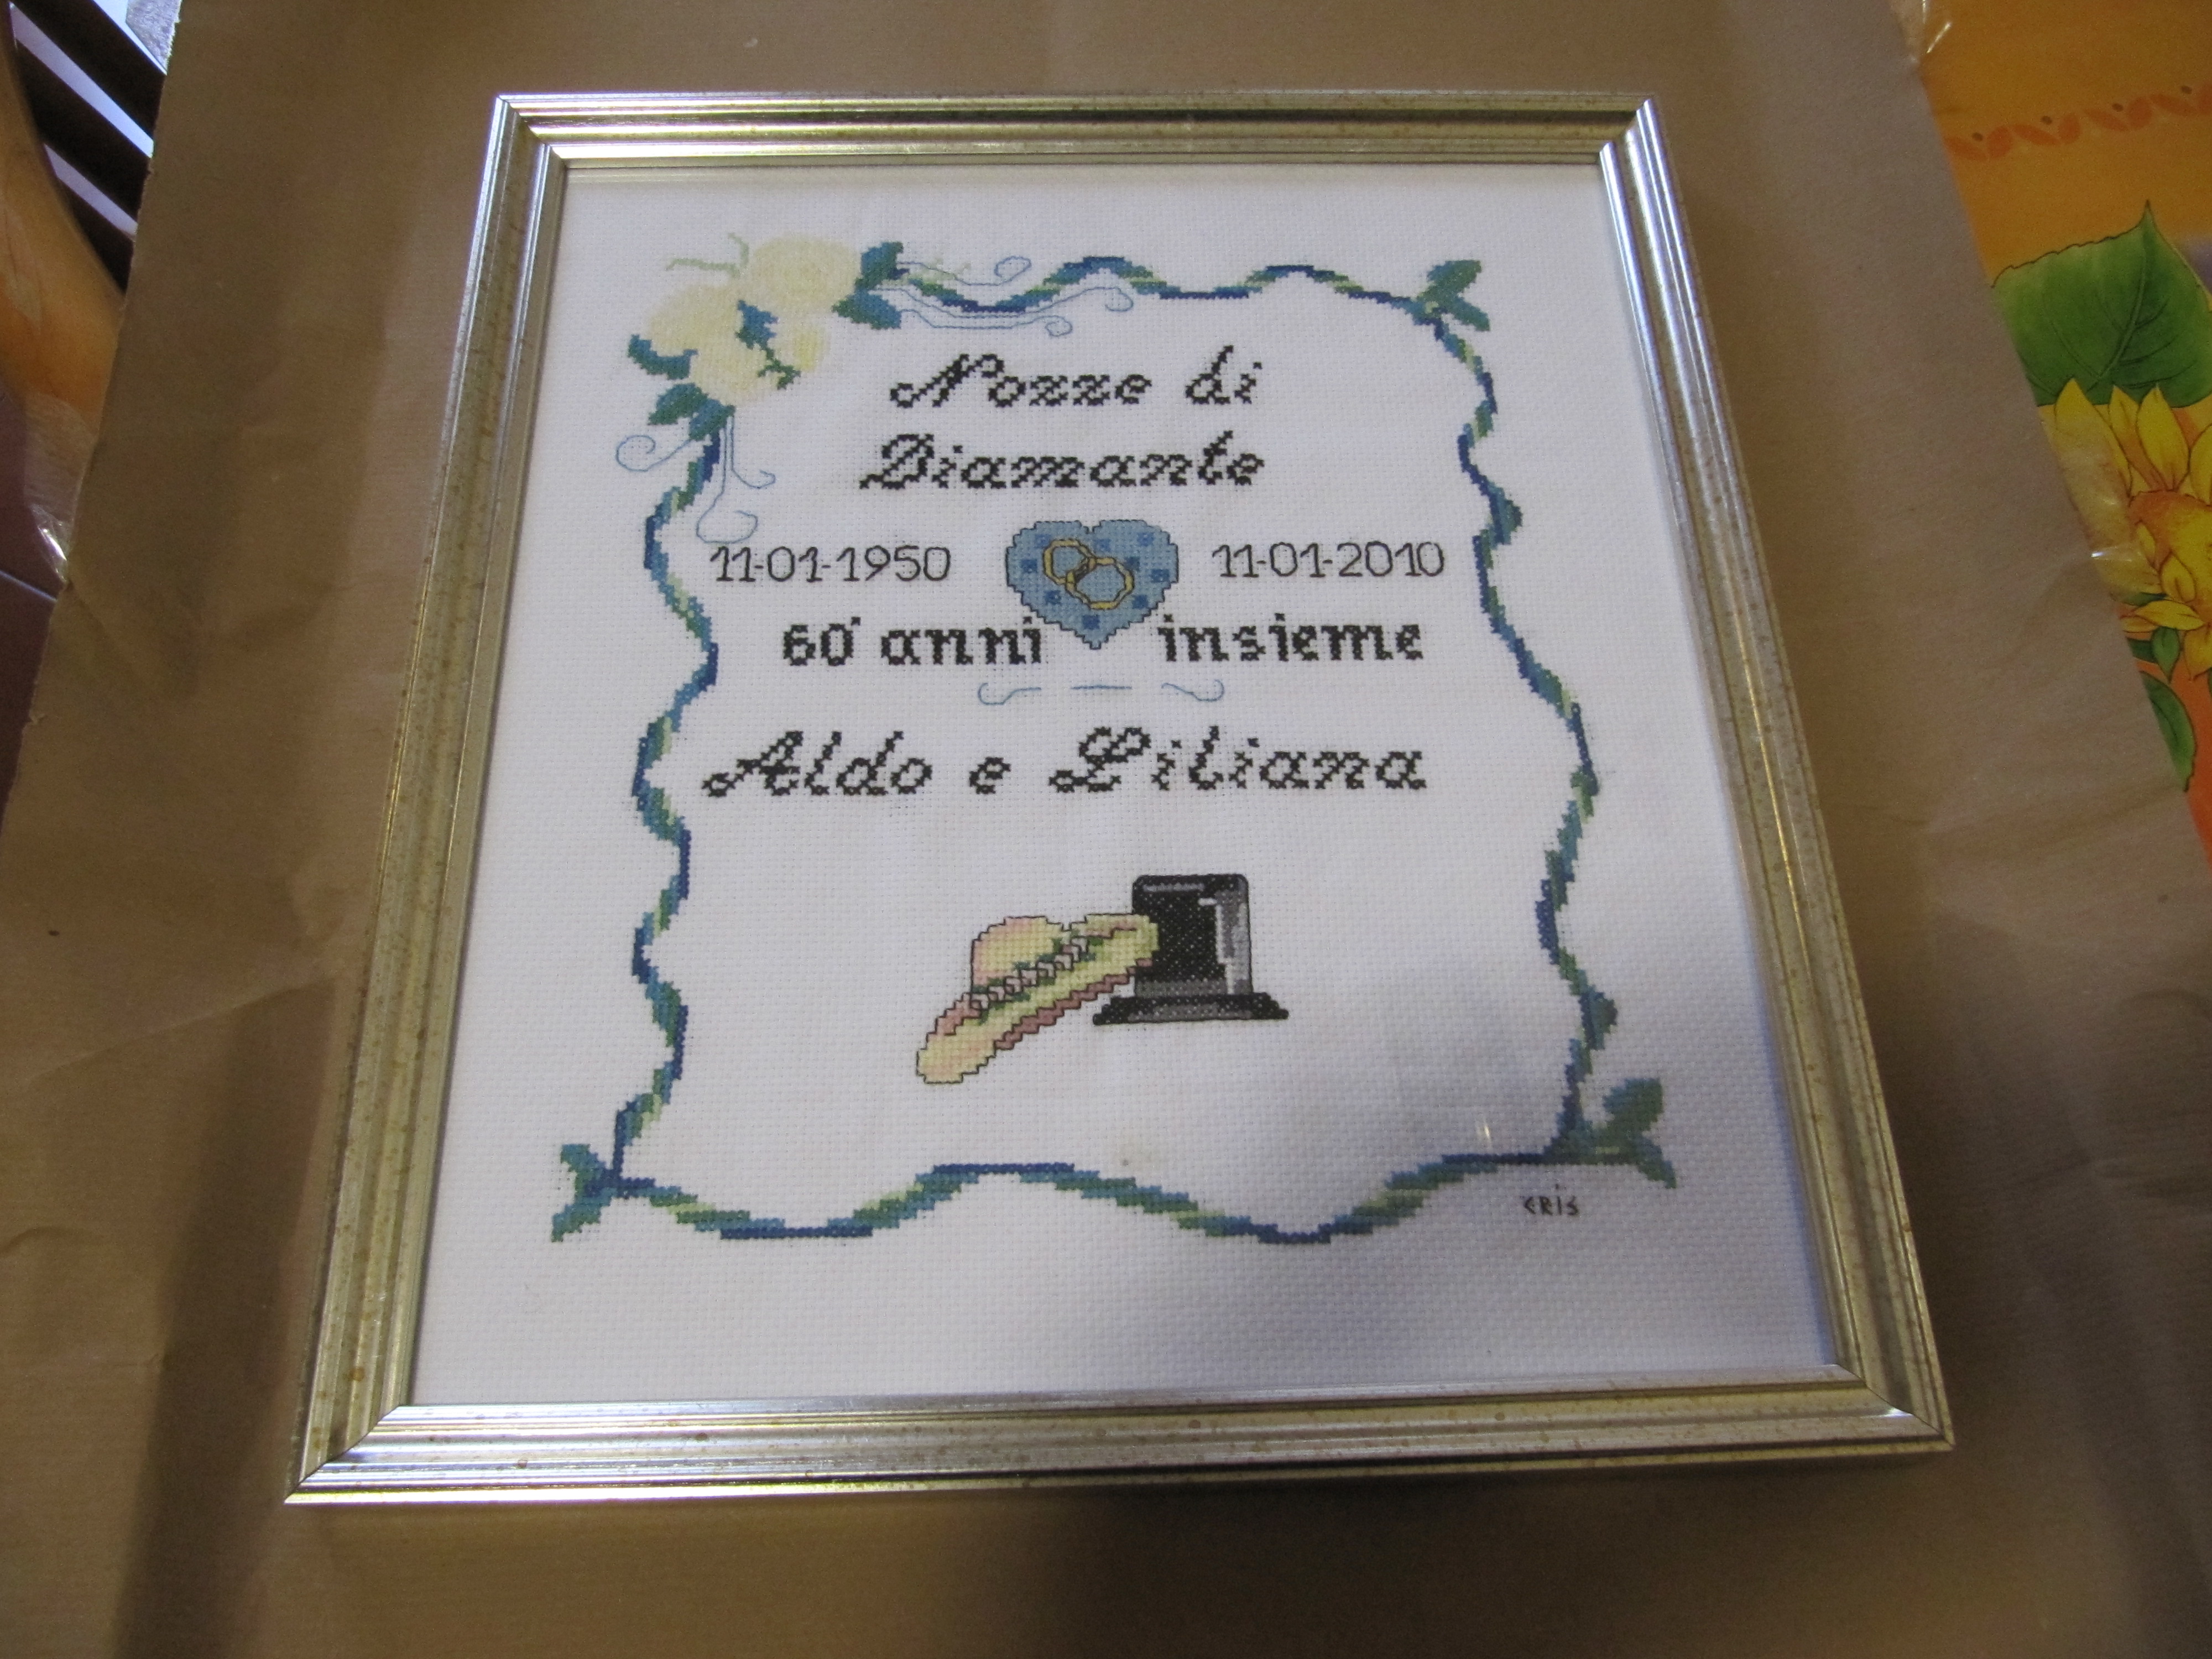 Nozze di
Diamante
11-01-1950 11-01-2010
60° anni insieme
Aldo e Liliana
CRiS